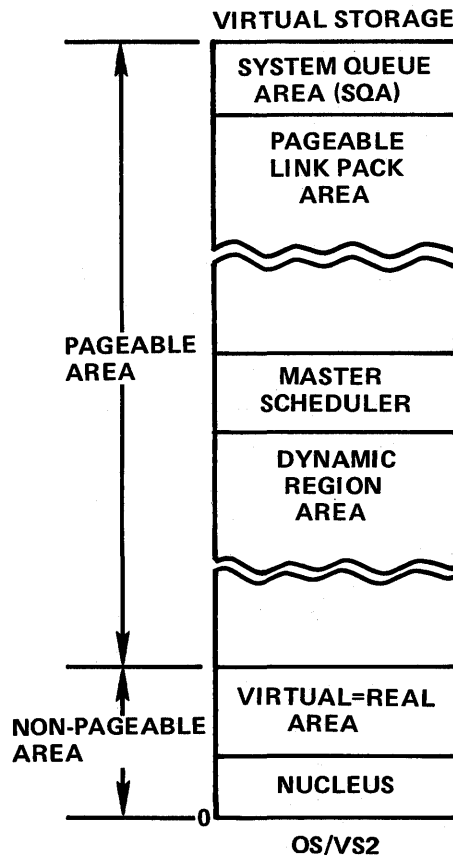 VIRTUAL STORAGE
SYSTEM QUEUE
AREA (SQA)
PAGEABLE
LINK PACK
AREA
PAGEABLE
AREA
MASTER
SCHEDULER
DYNAMIC
REGION
AREA
VIRTUAL=REAL
AREA
NON-PAGEABLE
AREA
NUCLEUS
0
OS/VS2